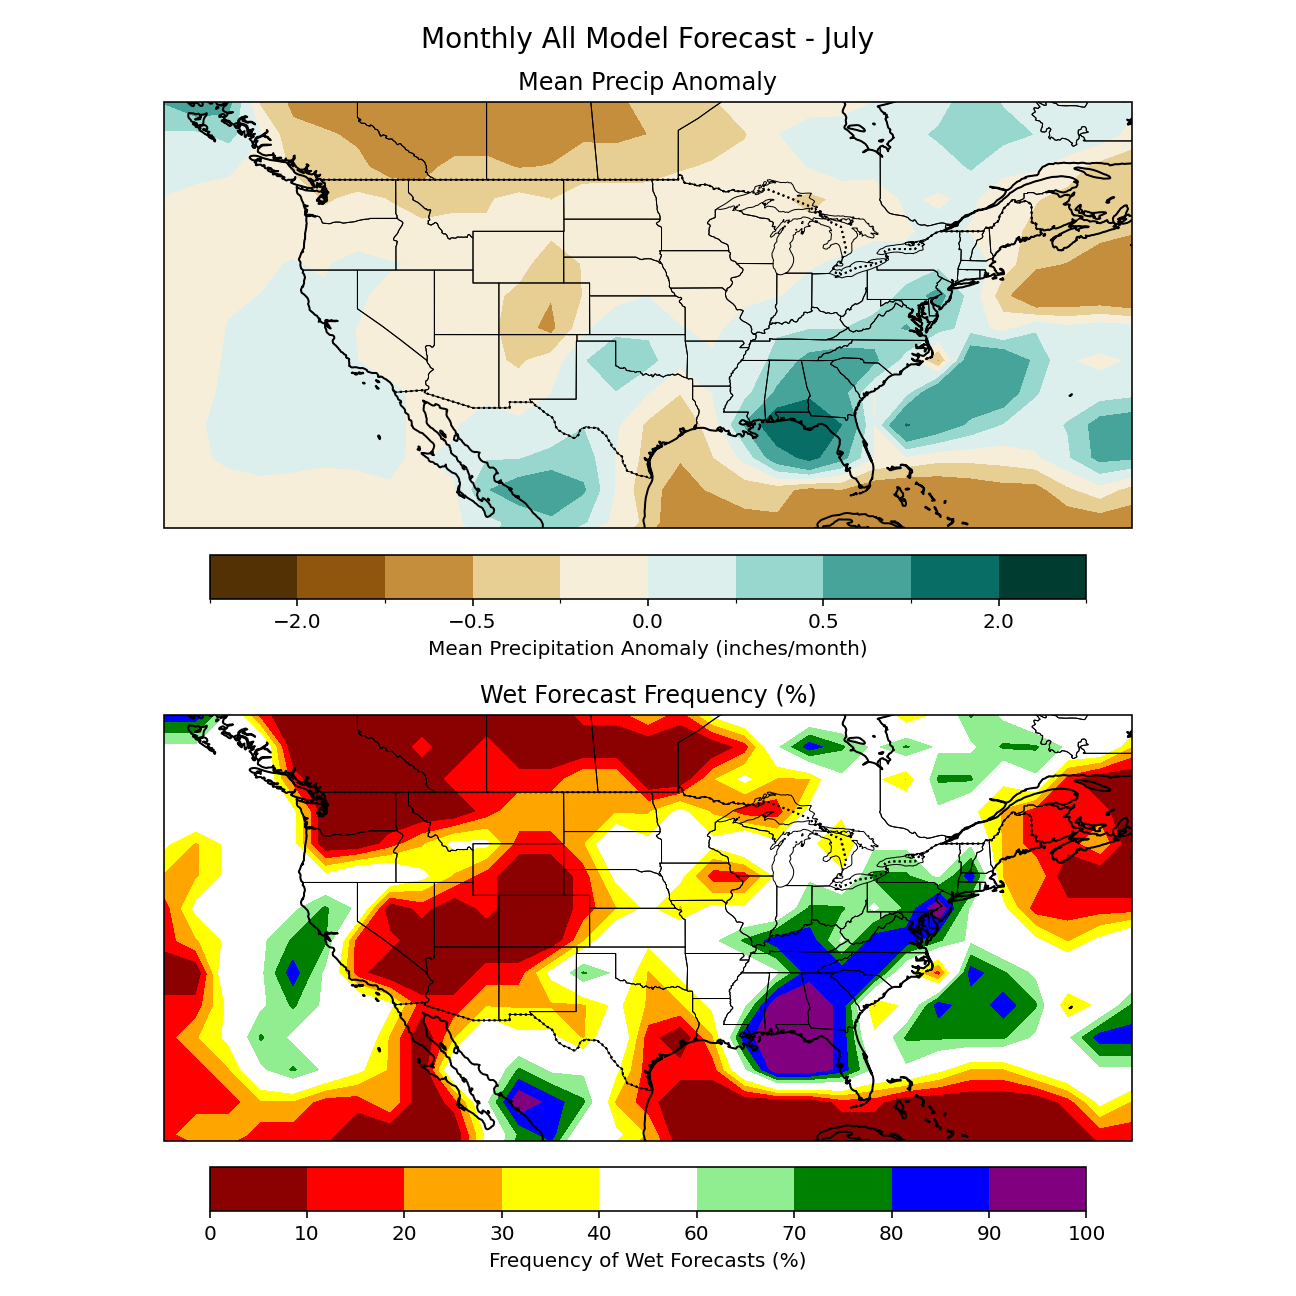 Monthly All Model Forecast - July
Mean Precip Anomaly
−2.0 −0.5 0.0 0.5 2.0
Mean Precipitation Anomaly (inches/month)
Wet Forecast Frequency (%)
0 10 20 30 40 60 70 80 90 100
Frequency of Wet Forecasts (%)